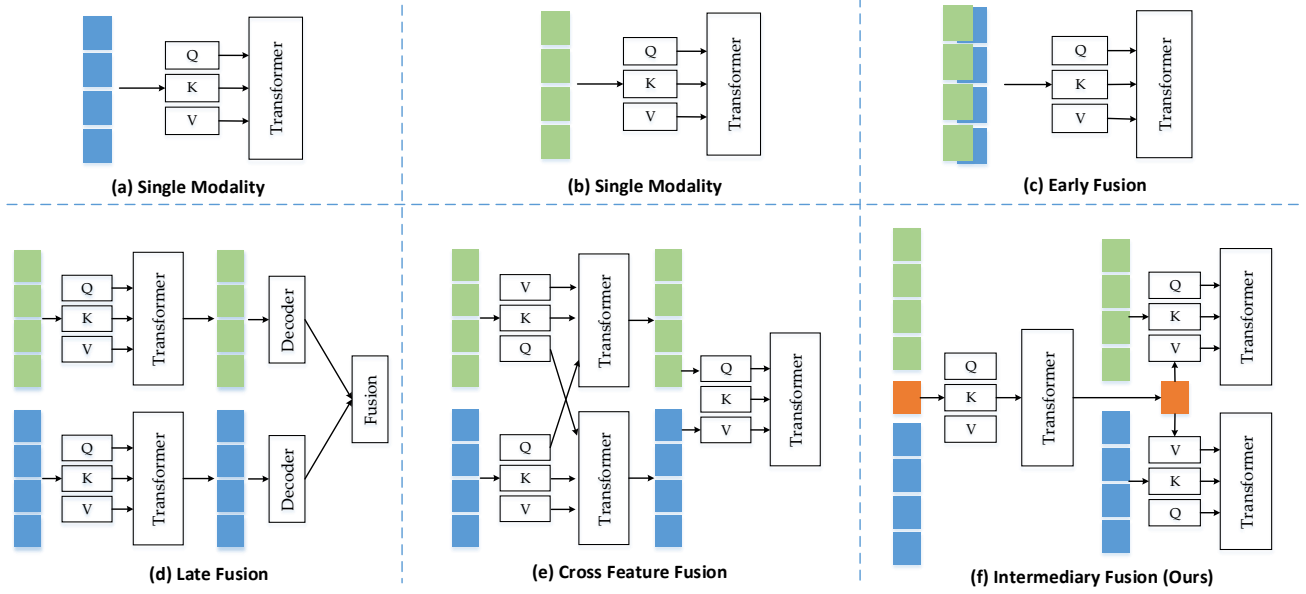 Q
K
V
Transformer
(a) Single Modality
Q
K
V
Transformer
(b) Single Modality
Q
K
V
Transformer
(c) Early Fusion
Q
K
V
Transformer
Decoder
Q
K
V
Transformer
Decoder
Fusion
(d) Late Fusion
V
K
Q
Transformer
Q
K
V
Transformer
Q
K
V
Transformer
(e) Cross Feature Fusion
Q
K
V
Transformer
Q
K
V
Transformer
V
K
Q
Transformer
(f) Intermediary Fusion (Ours)